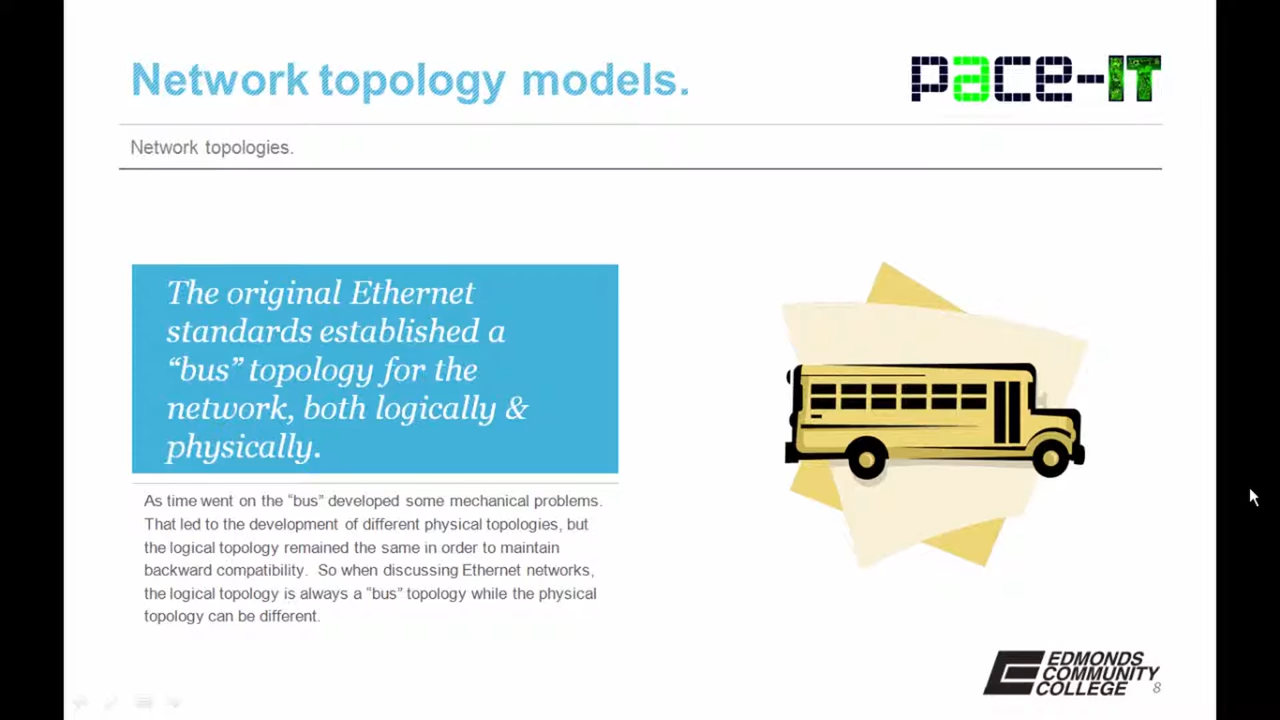 Network topology models.
pace-IT
Network topologies.
The original Ethernet
standards established a
“bus” topology for the
network, both logically &
physically.
As time went on the “bus” developed some mechanical problems.
That led to the development of different physical topologies, but
the logical topology remained the same in order to maintain
backward compatibility.  So when discussing Ethernet networks,
the logical topology is always a “bus” topology while the physical
topology can be different.
EDMONDS
COMMUNITY
COLLEGE
8